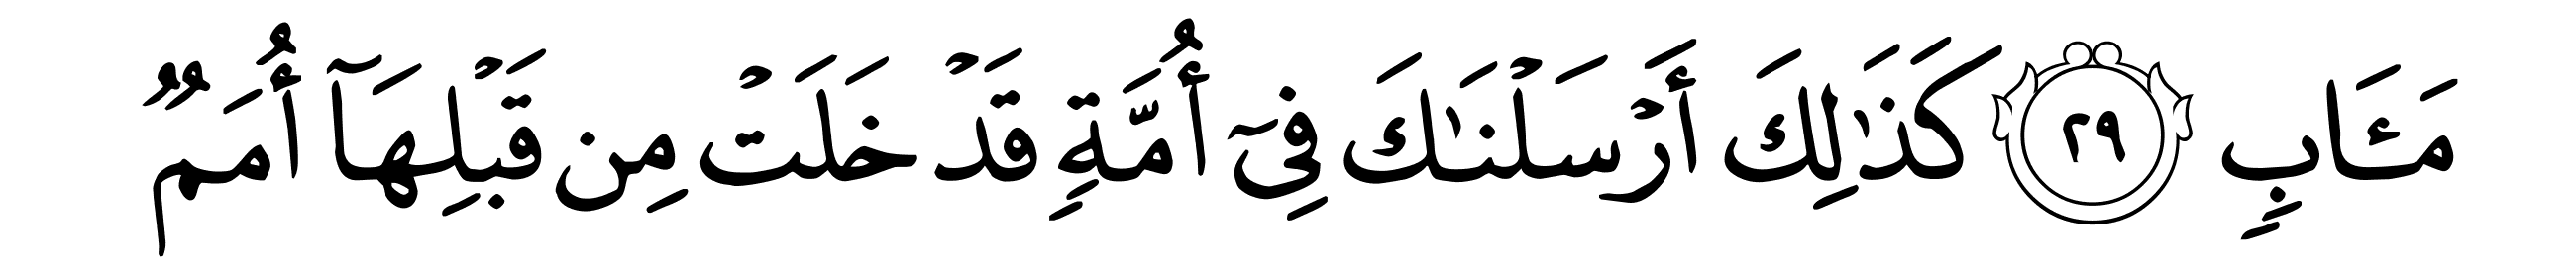 مَـَٔابٍ ٢٩ كَذَٰلِكَ أَرْسَلْنَـٰكَ فِىٓ أُمَّةٍ قَدْ خَلَتْ مِن قَبْلِهَآ أُمَمٌ